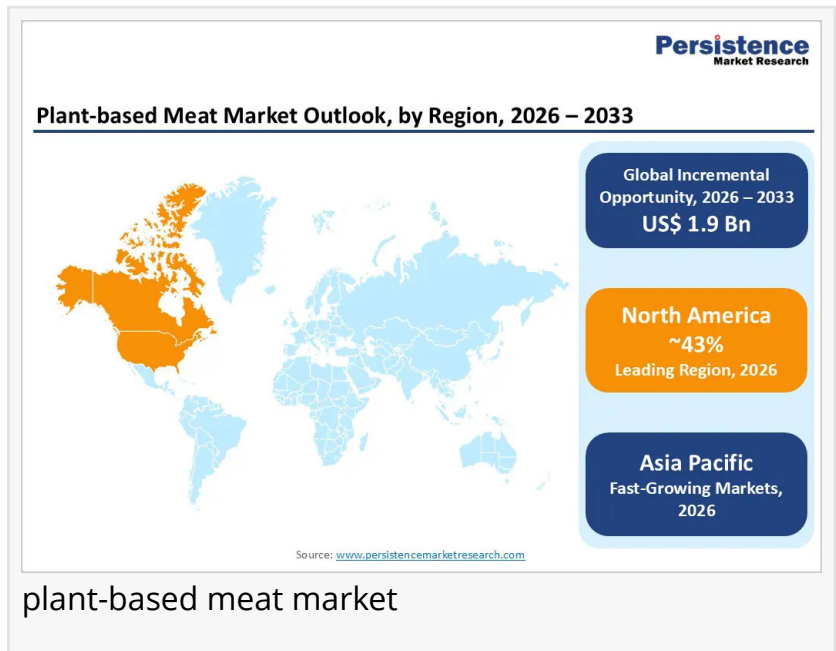 Persistence
Market Research
Plant-based Meat Market Outlook, by Region, 2026 – 2033
Global Incremental
Opportunity, 2026 – 2033
US$ 1.9 Bn
North America
~43%
Leading Region, 2026
Asia Pacific
Fast-Growing Markets,
2026
Source: www.persistencemarketresearch.com
plant-based meat market